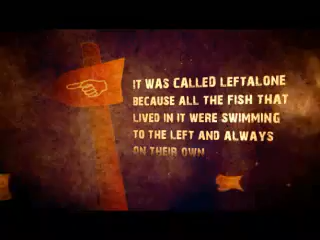 IT WAS CALLED LEFTALONE
BECAUSE ALL THE FISH THAT
LIVED IN IT WERE SWIMMING
TO THE LEFT AND ALWAYS
ON THEIR OWN